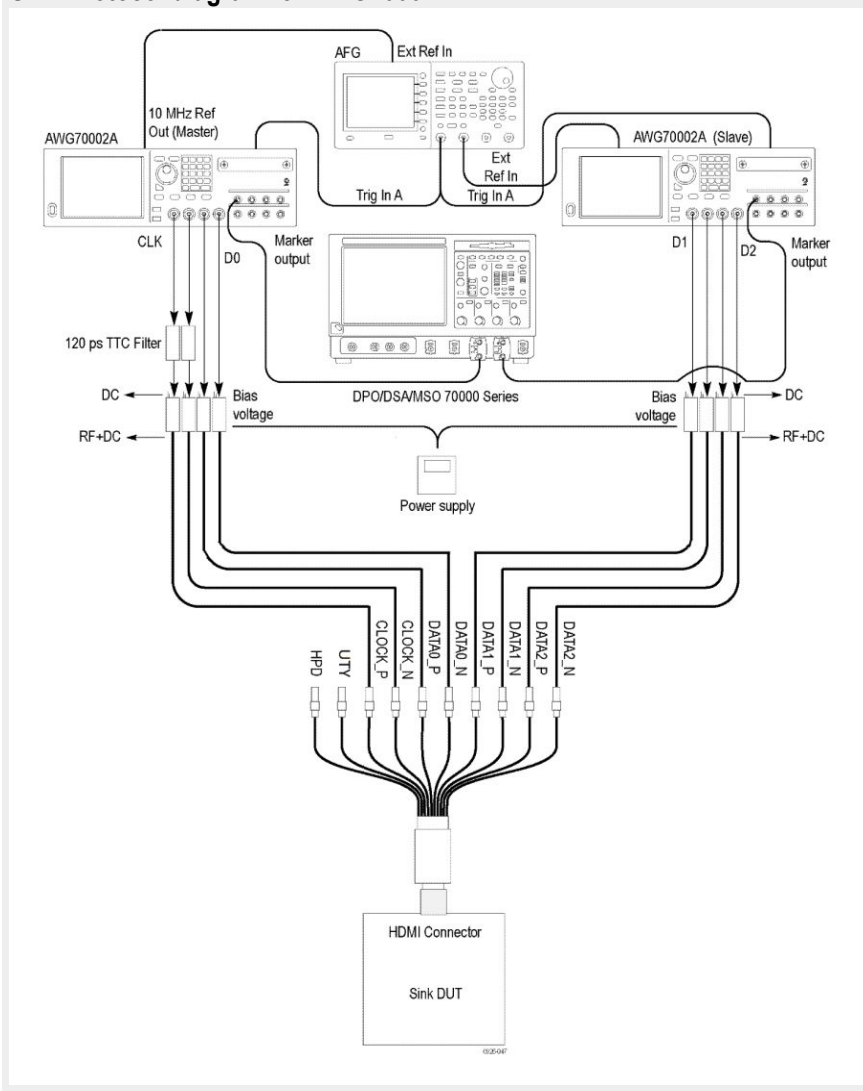 AFG
Ext Ref In
10 MHz Ref
Out (Master)
AWG70002A
AWG70002A (Slave)
Ext
Ref In
Trig In A
Trig In A
CLK
D0
Marker
output
D1
D2
Marker
output
120 ps TTC Filter
DC
Bias
voltage
DPO/DSA/MSO 70000 Series
Bias
voltage
DC
RF+DC
RF+DC
Power supply
HPD
UTY
CLOCK_P
CLOCK_N
DATA0_P
DATA0_N
DATA1_P
DATA1_N
DATA2_P
DATA2_N
HDMI Connector
Sink DUT